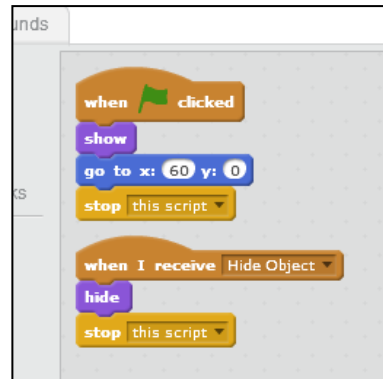 unds
when clicked
show
go to x: 60 y: 0
stop this script
ks
when I receive Hide Object
hide
stop this script